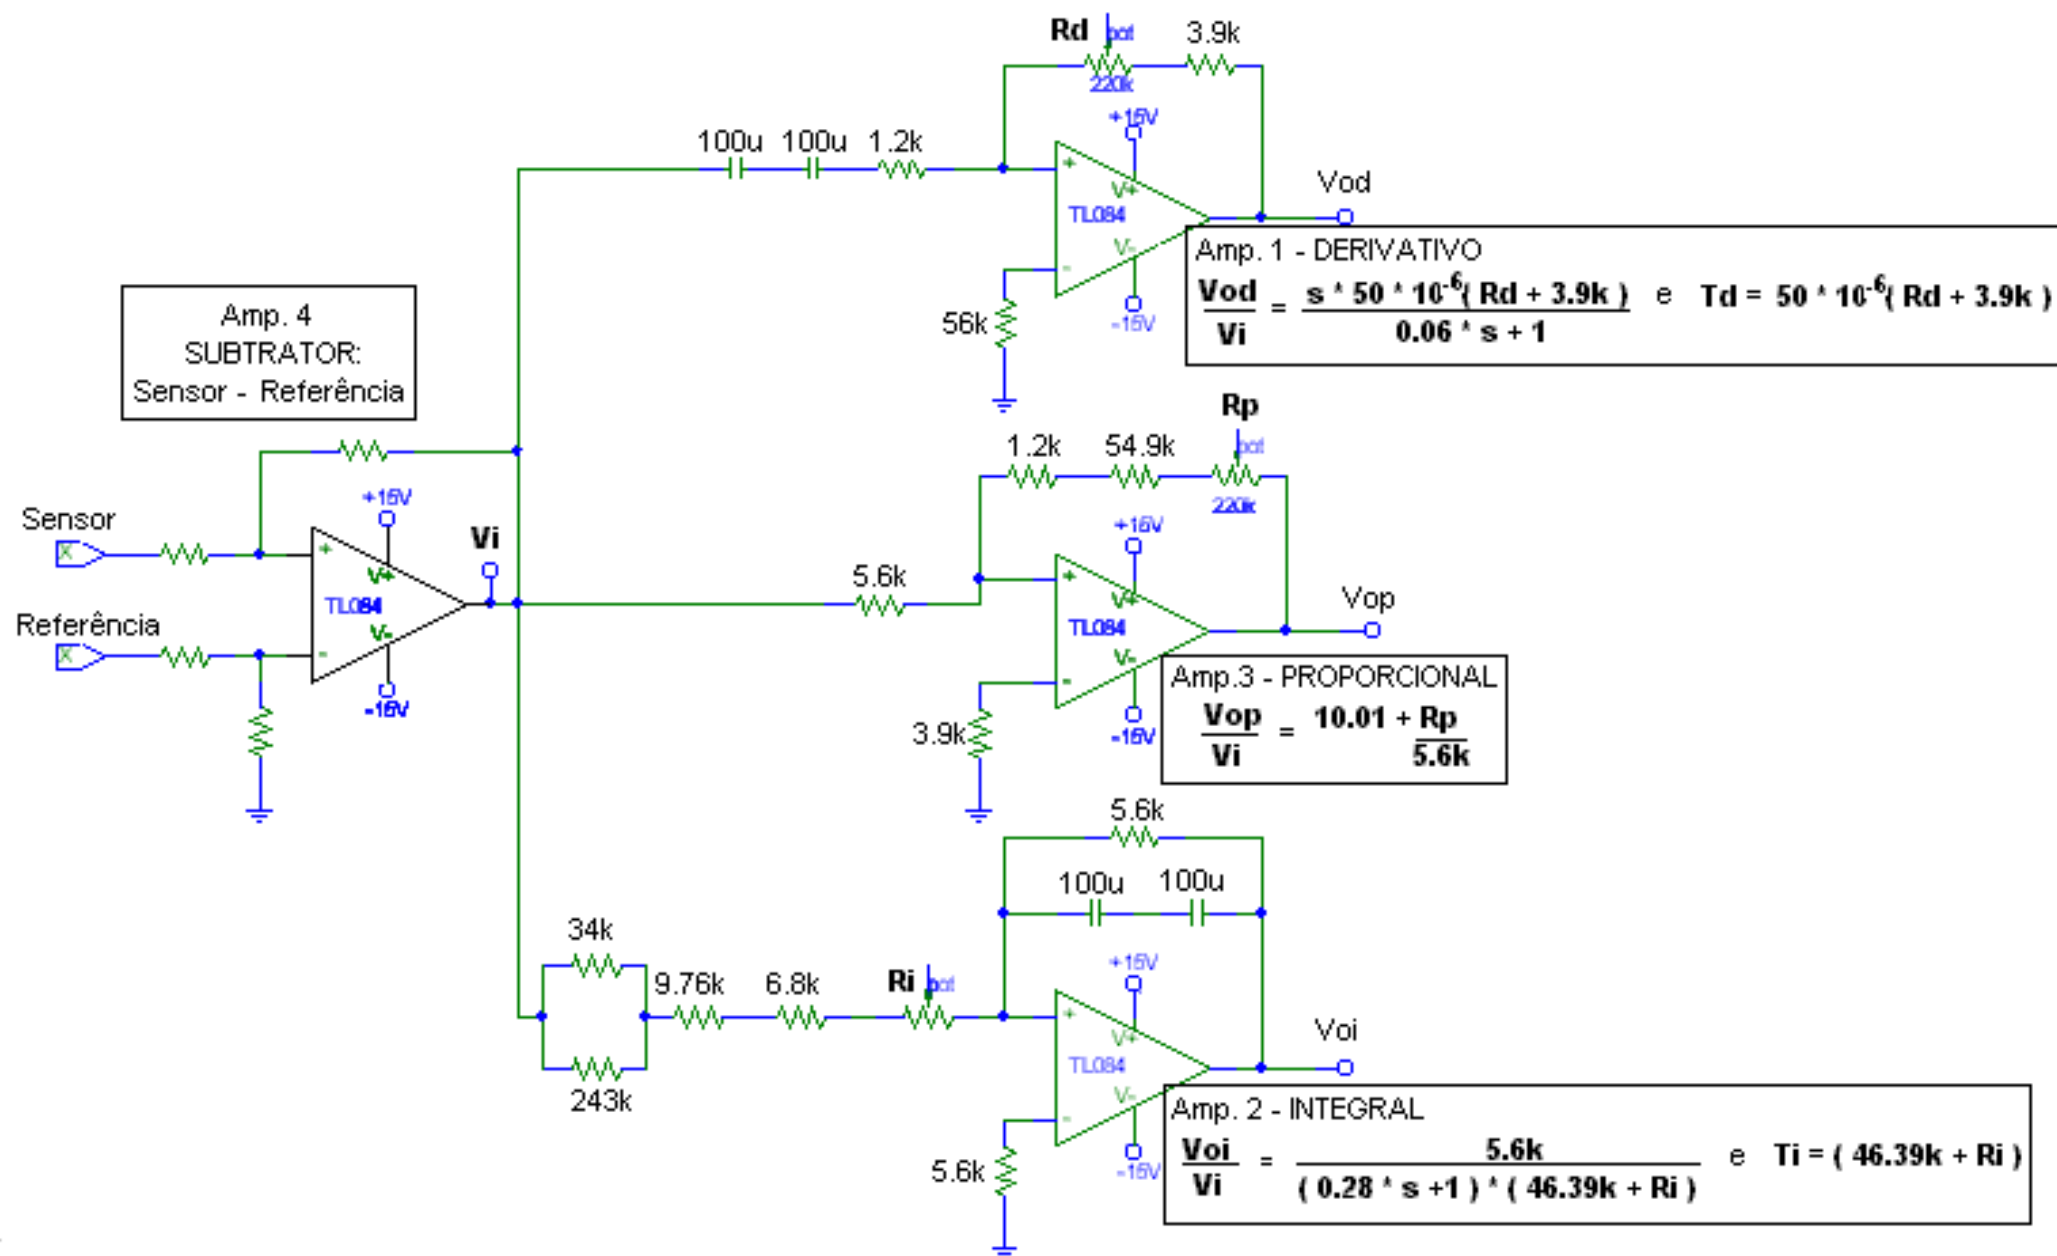 Rd
pot
3.9k
220k
+15V
100u 100u 1.2k
+
V+
TL084
V-
-
-15V
56k
Vod
Amp. 1 - DERIVATIVO
Vod/Vi = s * 50 * 10^-6( Rd + 3.9k ) / 0.06 * s + 1 e Td = 50 * 10^-6( Rd + 3.9k )
Amp. 4
SUBTRATOR:
Sensor - Referência
Sensor
X
Referência
X
+15V
+
V+
TL084
V-
-
-15V
Vi
Rp
pot
1.2k 54.9k
220k
+15V
5.6k
+
V+
TL084
V-
-
-15V
3.9k
Vop
Amp.3 - PROPORCIONAL
Vop/Vi = 10.01 + Rp/5.6k
5.6k
100u 100u
34k
9.76k 6.8k Ri pot
243k
+15V
+
V+
TL084
V-
-
-15V
5.6k
Voi
Amp. 2 - INTEGRAL
Voi/Vi = 5.6k / ( 0.28 * s +1 ) * ( 46.39k + Ri ) e Ti = ( 46.39k + Ri )